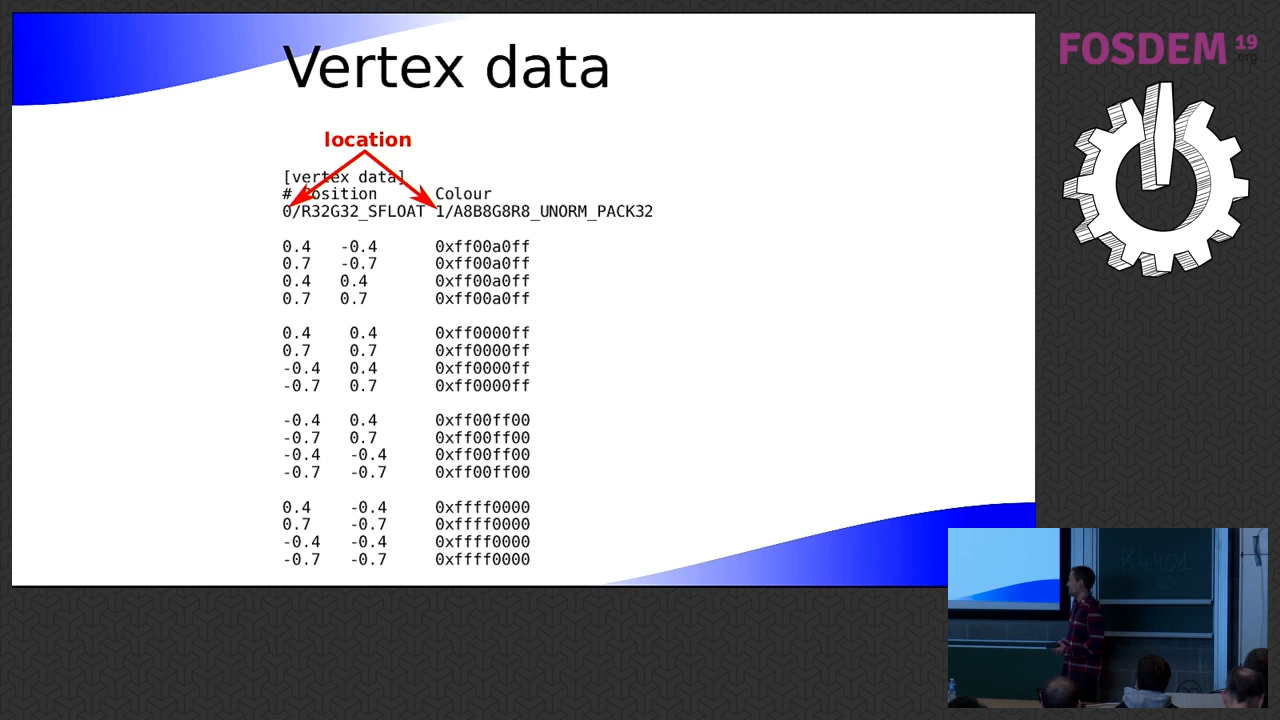 Vertex data
location
[vertex data]
# Position Colour
0/R32G32_SFLOAT 1/A8B8G8R8_UNORM_PACK32
0.4 -0.4 0xff00a0ff
0.7 -0.7 0xff00a0ff
0.4 0.4 0xff00a0ff
0.7 0.7 0xff00a0ff
0.4 0.4 0xff0000ff
0.7 0.7 0xff0000ff
-0.4 0.4 0xff0000ff
-0.7 0.7 0xff0000ff
-0.4 0.4 0xff00ff00
-0.7 0.7 0xff00ff00
-0.4 -0.4 0xff00ff00
-0.7 -0.7 0xff00ff00
0.4 -0.4 0xffff0000
0.7 -0.7 0xffff0000
-0.4 -0.4 0xffff0000
-0.7 -0.7 0xffff0000
FOSDEM 19
.org
K4.401